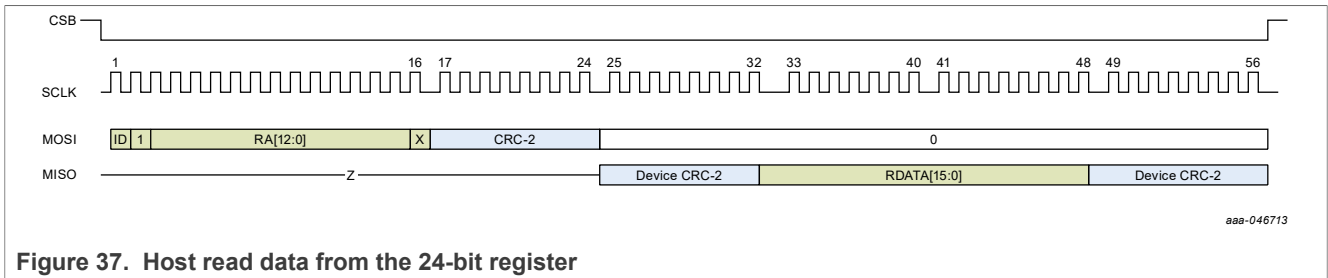 CSB
1 16 17 24 25 32 33 40 41 48 49 56
SCLK
MOSI ID 1 RA[12:0] X CRC-2 0
MISO Z Device CRC-2 RDATA[15:0] Device CRC-2
aaa-046713
Figure 37. Host read data from the 24-bit register